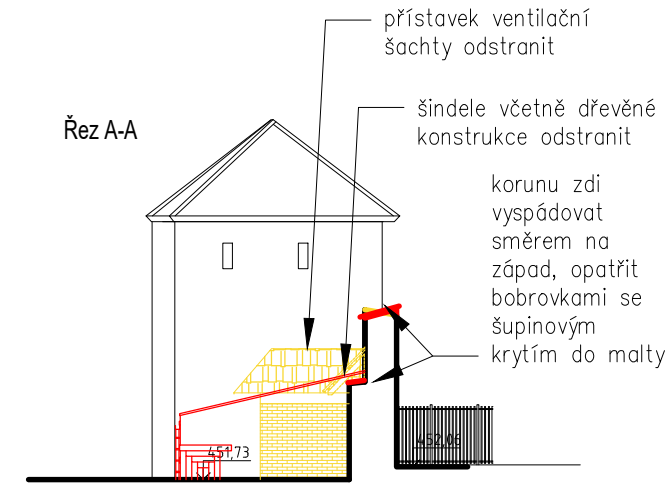 přístavek ventilační
šachty odstranit
šindele včetně dřevěné
konstrukce odstranit
Řez A-A
korunu zdi
vyspádovat
směrem na
západ, opatřit
bobrovkami se
šupinovým
krytím do malty
452,06
451,73